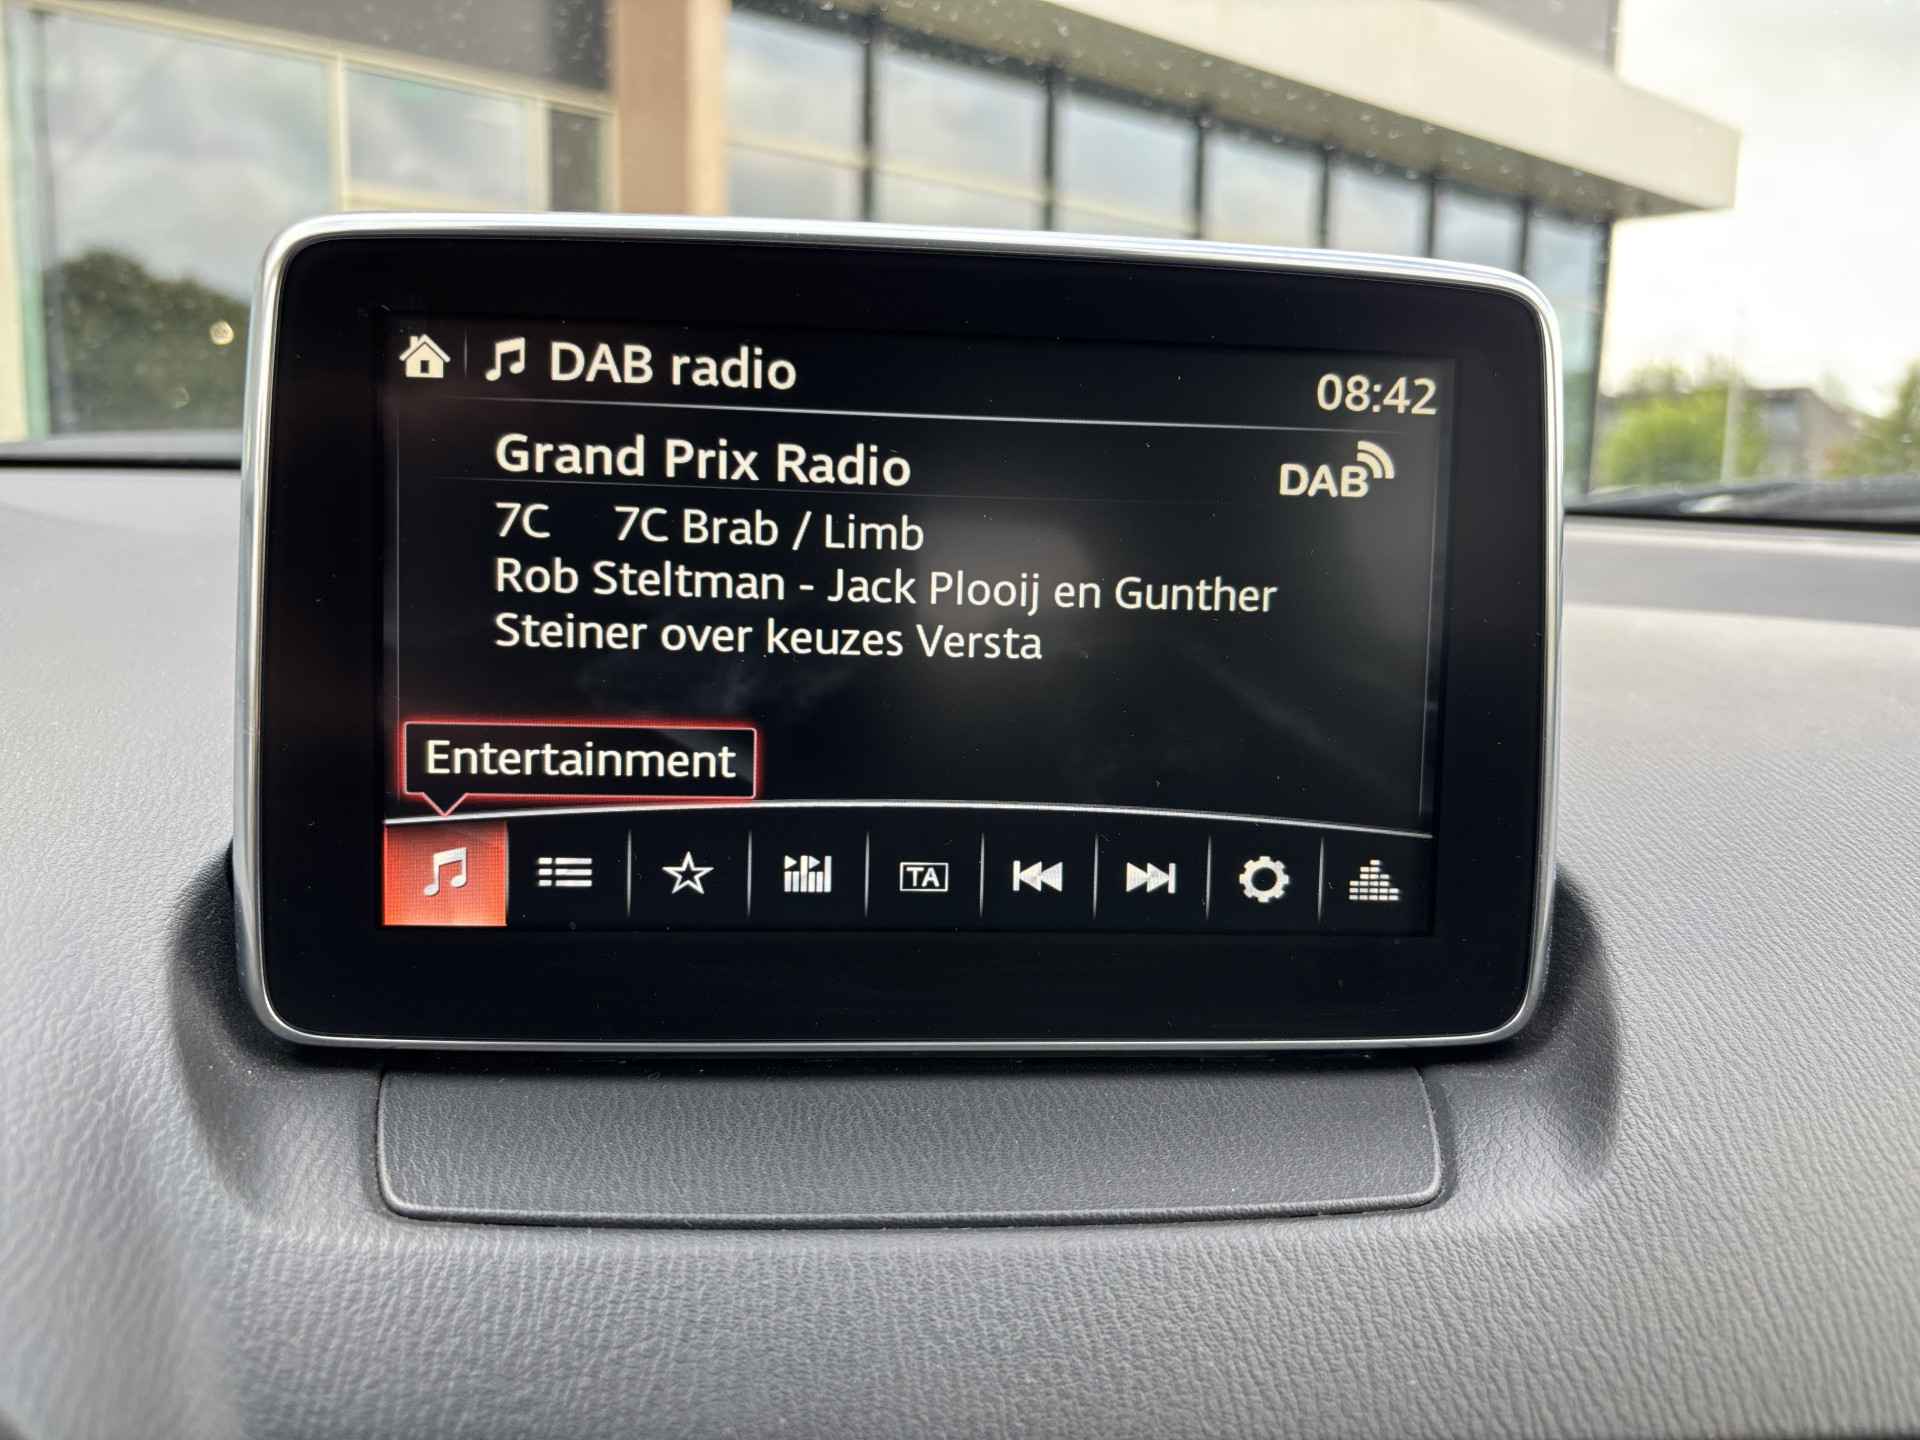 DAB radio
08:42
Grand Prix Radio
DAB
7C 7C Brab / Limb
Rob Steltman - Jack Plooij en Gunther
Steiner over keuzes Versta
Entertainment
TA